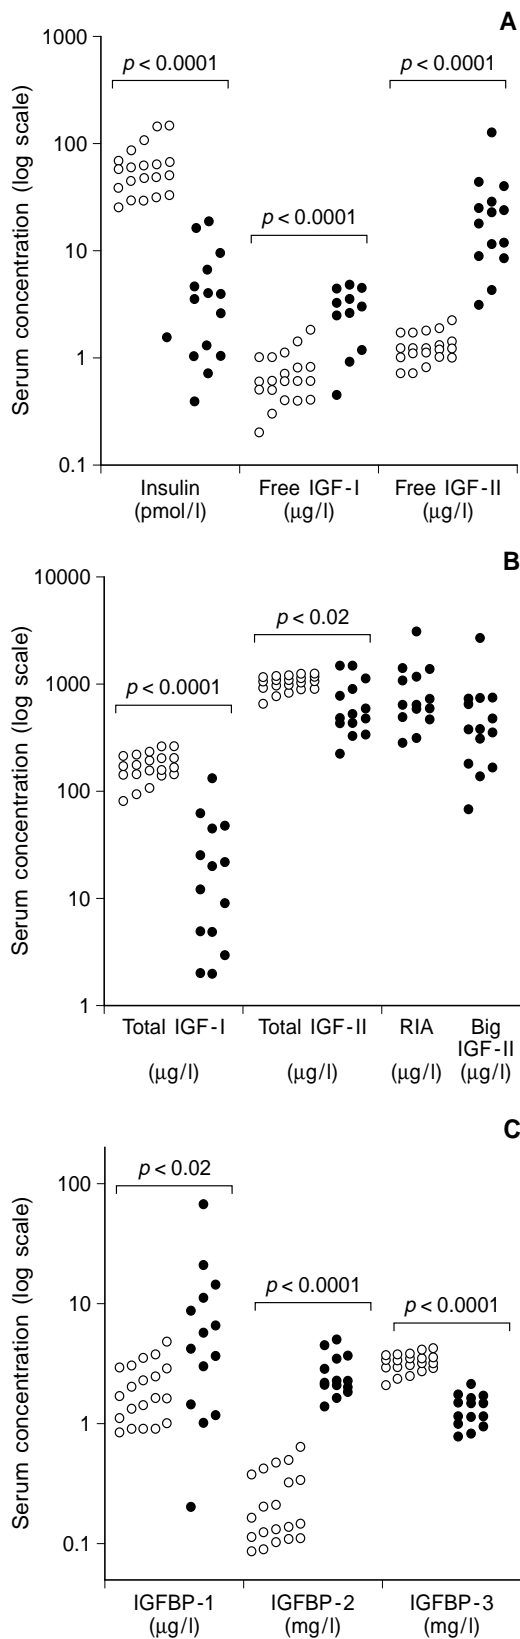 A
Serum concentration (log scale)
1000
100
10
1
0.1
p < 0.0001
p < 0.0001
p < 0.0001
Insulin
(pmol/l)
Free IGF-I
(μg/l)
Free IGF-II
(μg/l)
B
Serum concentration (log scale)
10000
1000
100
10
1
p < 0.0001
p < 0.02
Total IGF-I
(μg/l)
Total IGF-II
(μg/l)
RIA
(μg/l)
Big
IGF-II
(μg/l)
C
Serum concentration (log scale)
100
10
1
0.1
p < 0.02
p < 0.0001
p < 0.0001
IGFBP-1
(μg/l)
IGFBP-2
(mg/l)
IGFBP-3
(mg/l)